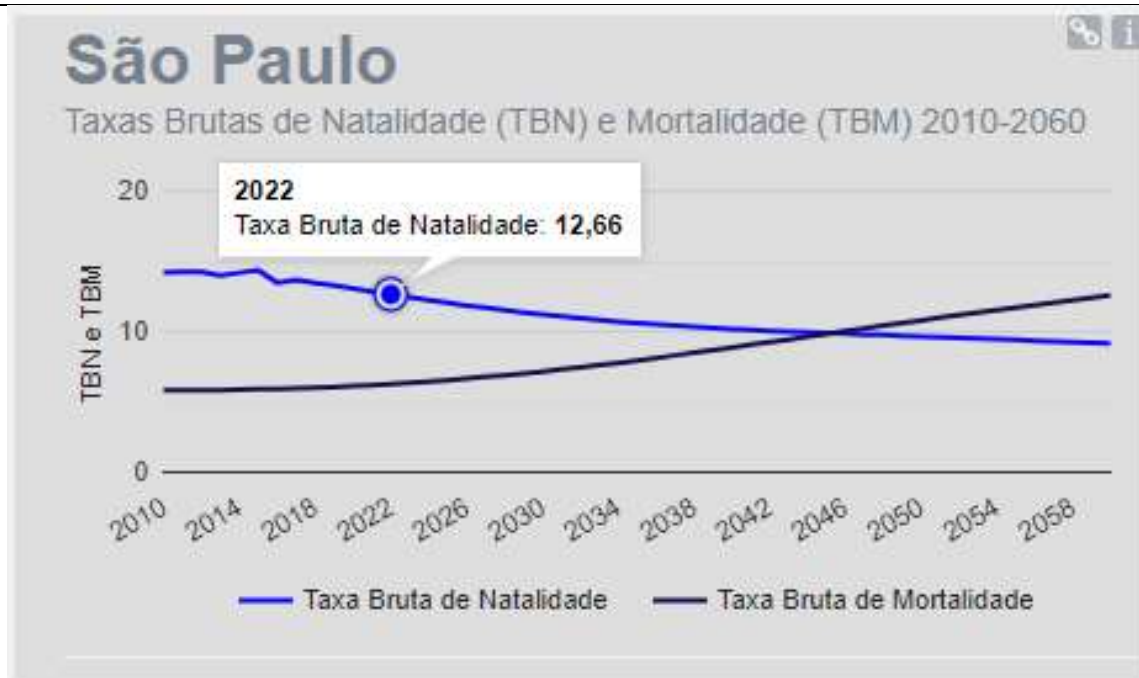 São Paulo
Taxas Brutas de Natalidade (TBN) e Mortalidade (TBM) 2010-2060
2022
Taxa Bruta de Natalidade: 12,66
20
10
0
TBN e TBM
2010 2014 2018 2022 2026 2030 2034 2038 2042 2046 2050 2054 2058
Taxa Bruta de Natalidade Taxa Bruta de Mortalidade